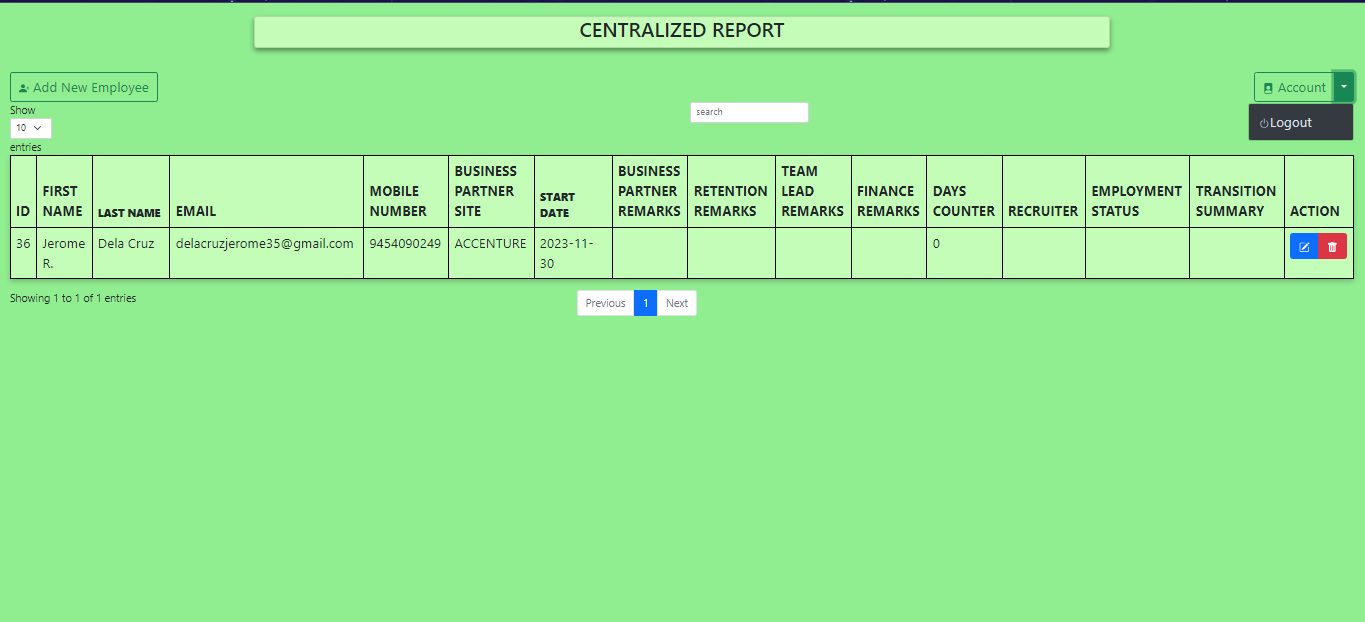 CENTRALIZED REPORT
Add New Employee
Account
Logout
Show
10
entries
search
ID
FIRST
NAME
LAST NAME
EMAIL
MOBILE
NUMBER
BUSINESS
PARTNER
SITE
START
DATE
BUSINESS
PARTNER
REMARKS
RETENTION
REMARKS
TEAM
LEAD
REMARKS
FINANCE
REMARKS
DAYS
COUNTER
RECRUITER
EMPLOYMENT
STATUS
TRANSITION
SUMMARY
ACTION
36
Jerome
R.
Dela Cruz
delacruzjerome35@gmail.com
9454090249
ACCENTURE
2023-11-
30
0
Showing 1 to 1 of 1 entries
Previous
1
Next